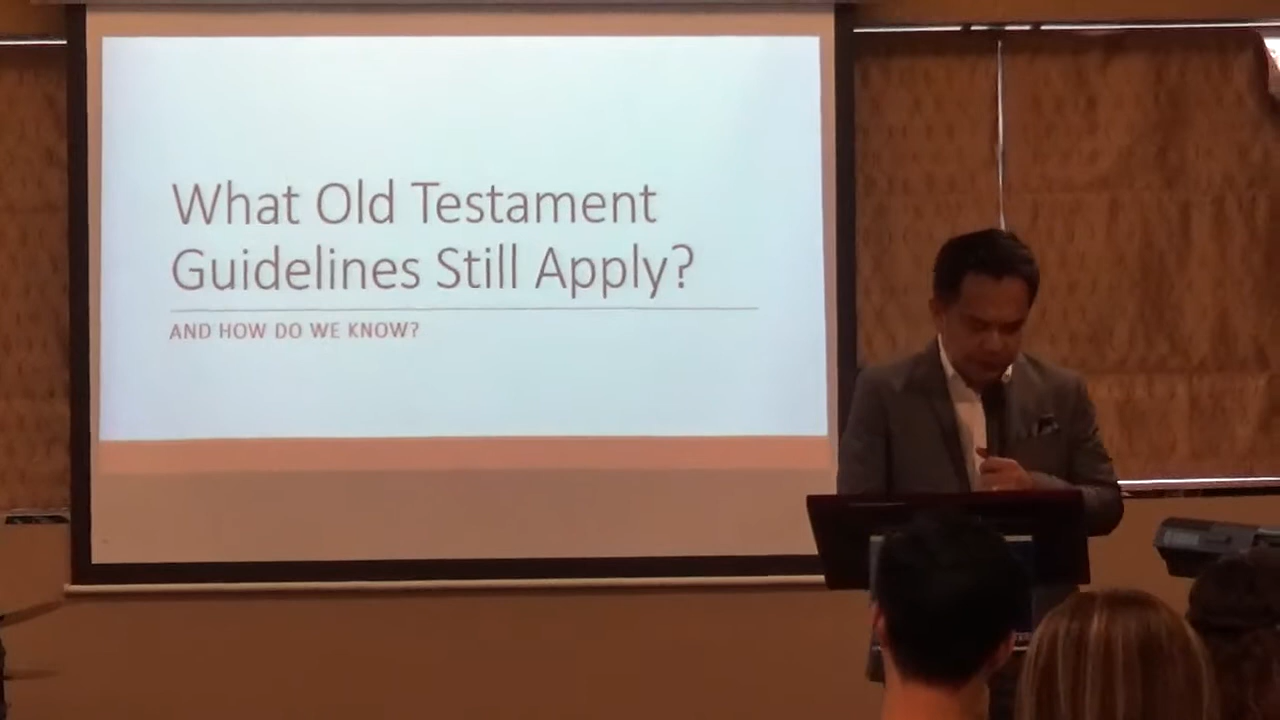 What Old Testament
Guidelines Still Apply?
AND HOW DO WE KNOW?